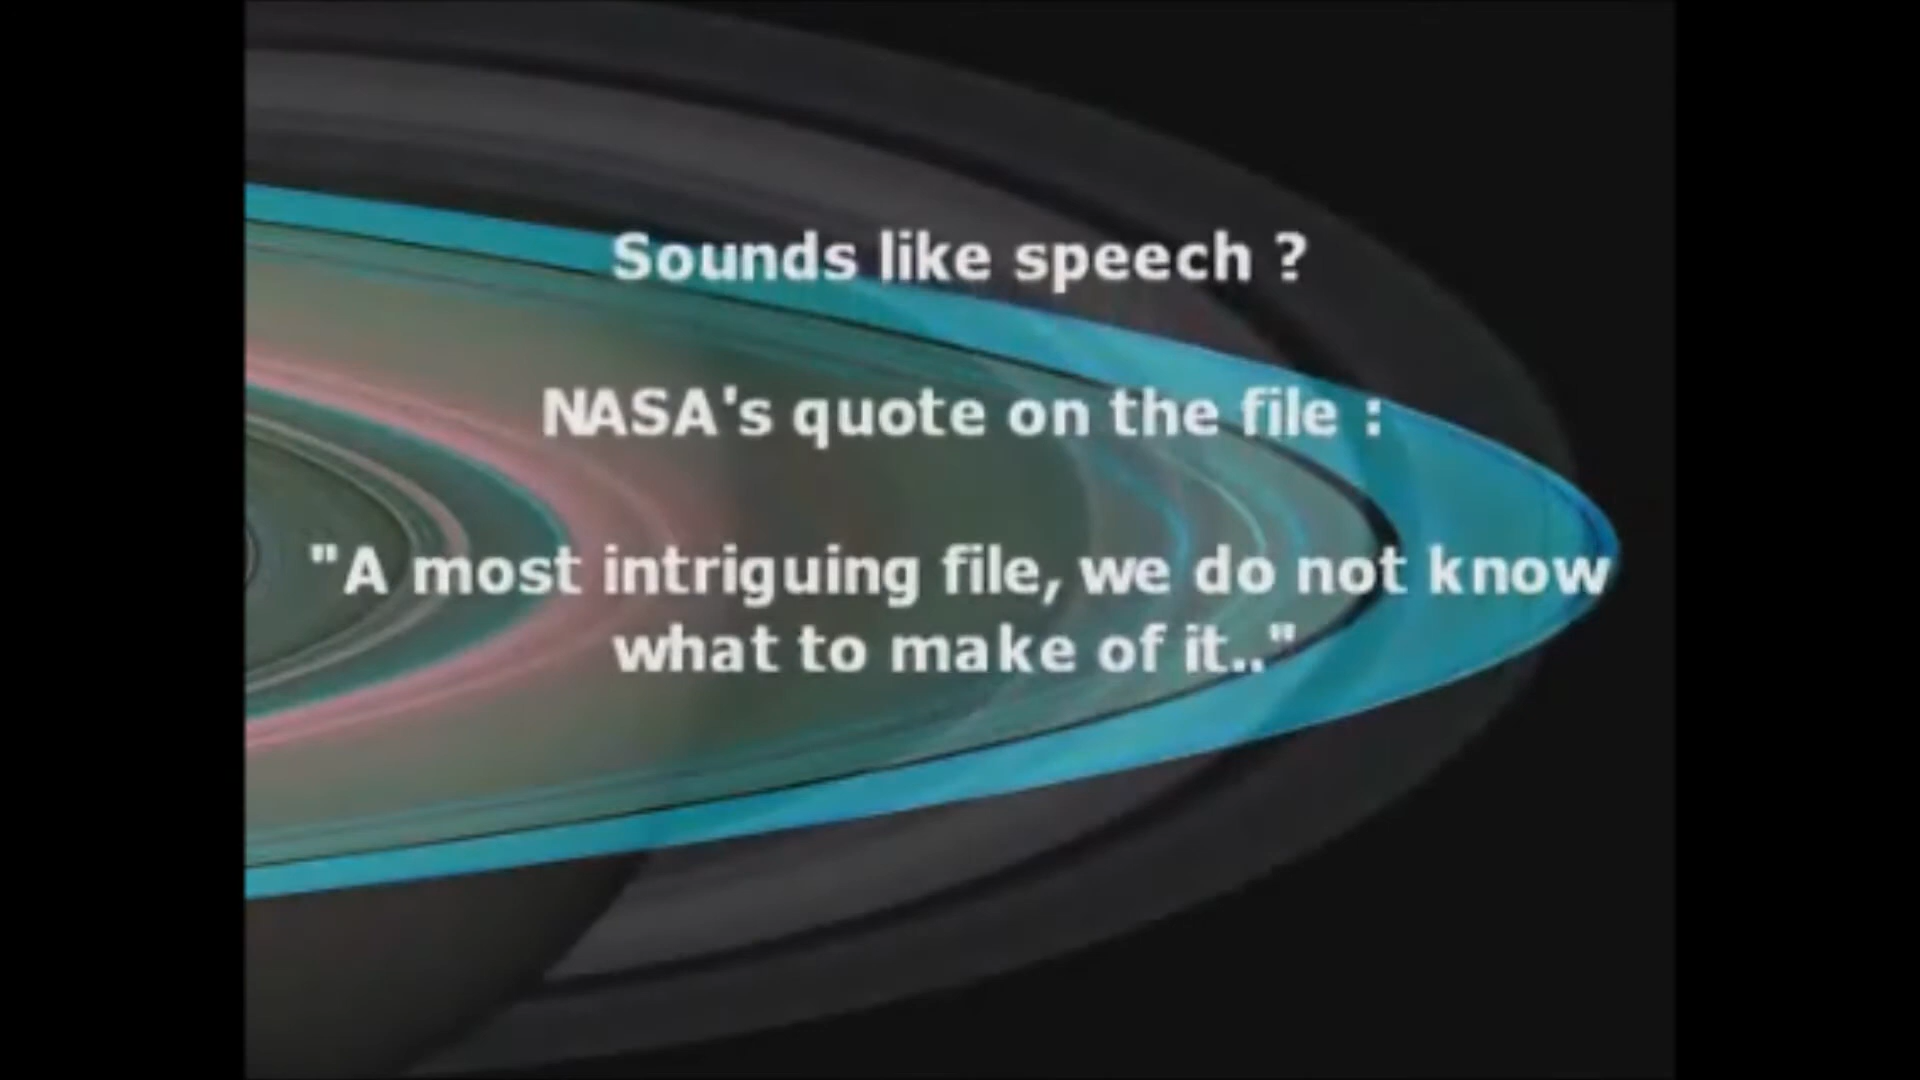 Sounds like speech ?
NASA's quote on the file :
"A most intriguing file, we do not know
what to make of it.."